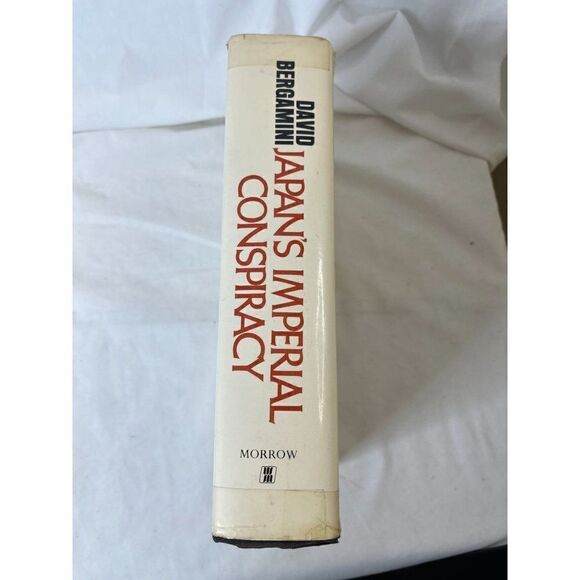 DAVID
BERGAMINI
JAPAN'S IMPERIAL
CONSPIRACY
MORROW